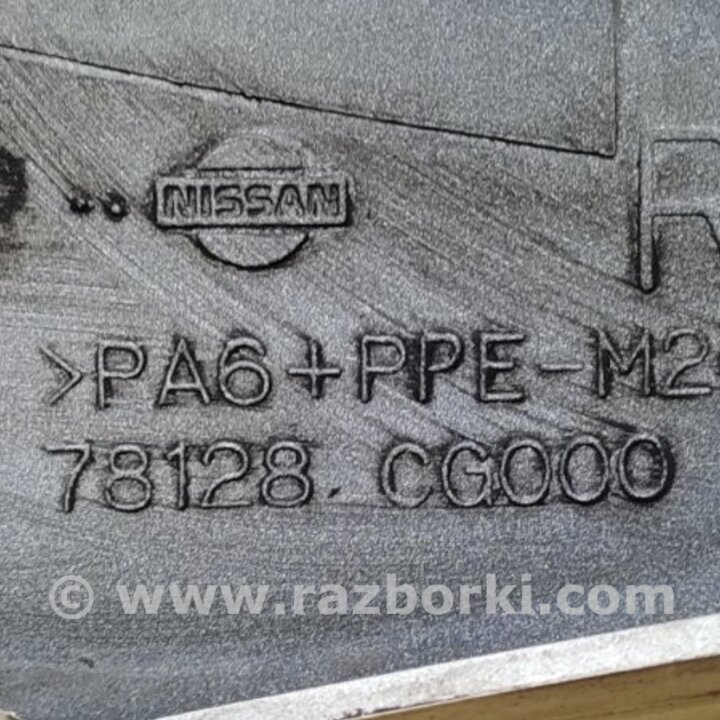 NISSAN
R
>PA6+PPE-M2
78128 CG000
© www.razborki.com